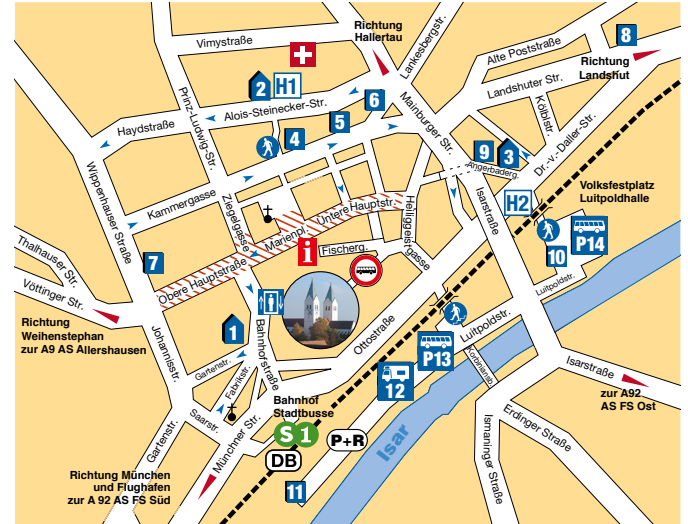 Richtung
Hallertau
Vimystraße
Lankesbergstr.
Alte Poststraße
8
Richtung
Landshut
Landshuter Str.
2
H1
6
Prinz-Ludwig-Str.
Alois-Steinecker-Str.
Haydstraße
5
4
Mainburger Str.
Kölblstr.
Dr.-v.-Daller-Str.
9
3
Angerbaderg.
Wippenhauser Straße
Kammergasse
Ziegelgasse
Isarstraße
H2
Volksfestplatz
Luitpoldhalle
Obere Hauptstraße
Marienpl.
Untere Hauptstr.
Heiliggeistgasse
i
Fischerg.
P14
10
Luitpoldstr.
Thalhauser Str.
Vöttinger Str.
7
Richtung
Weihenstephan
zur A9 AS Allershausen
1
Johannisstr.
Gartenstr.
Fabrikstr.
Bahnhofstraße
Ottostraße
P13
Luitpoldstr.
Korbiniansb.
12
Isarstraße
zur A92
AS FS Ost
Bahnhof
Stadtbusse
S 1
DB
P+R
Isar
Erdinger Straße
Ismaninger Straße
Saarstr.
Gartenstr.
Münchner Str.
Richtung München
und Flughafen
zur A 92 AS FS Süd
11